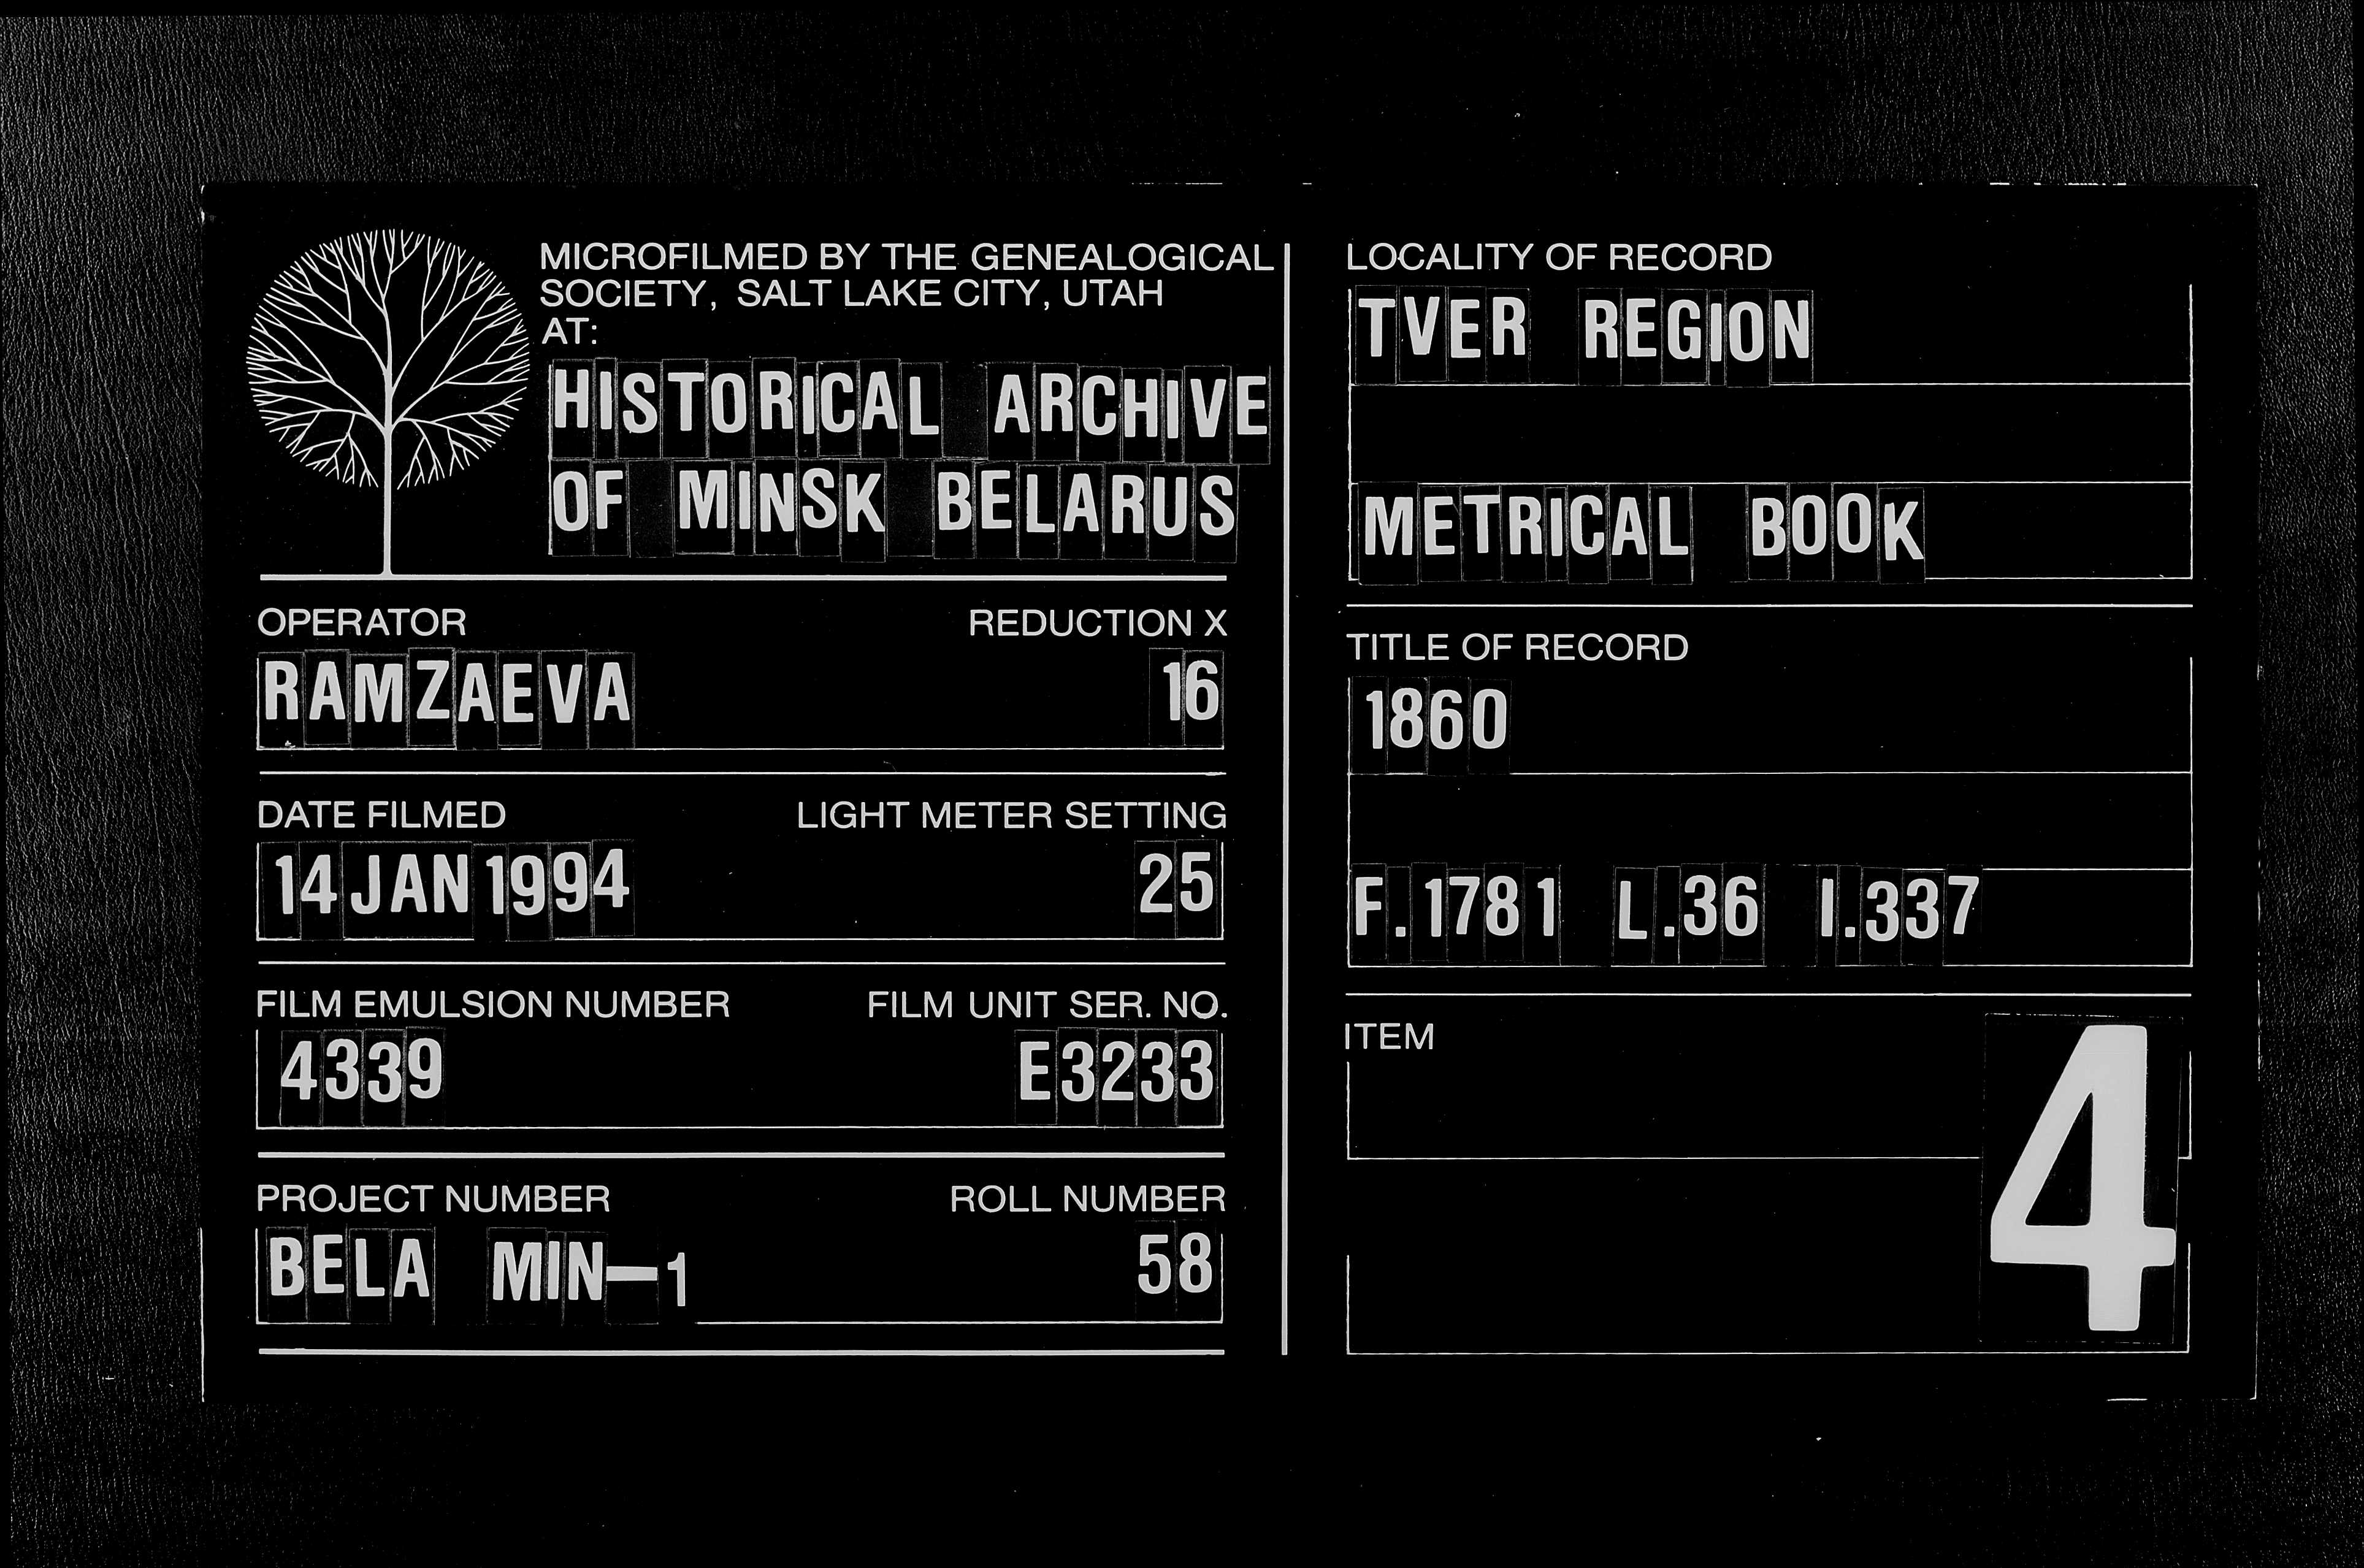 MICROFILMED BY THE GENEALOGICAL
SOCIETY, SALT LAKE CITY, UTAH
AT:
HISTORICAL ARCHIVE
OF MINSK BELARUS
OPERATOR REDUCTION X
RAMZAEVA 16
DATE FILMED LIGHT METER SETTING
14 JAN 1994 25
FILM EMULSION NUMBER FILM UNIT SER. NO.
4339 E3233
PROJECT NUMBER ROLL NUMBER
BELA MIN-1 58
LOCALITY OF RECORD
TVER REGION
METRICAL BOOK
TITLE OF RECORD
1860
F.1781 L.36 I.337
ITEM
4